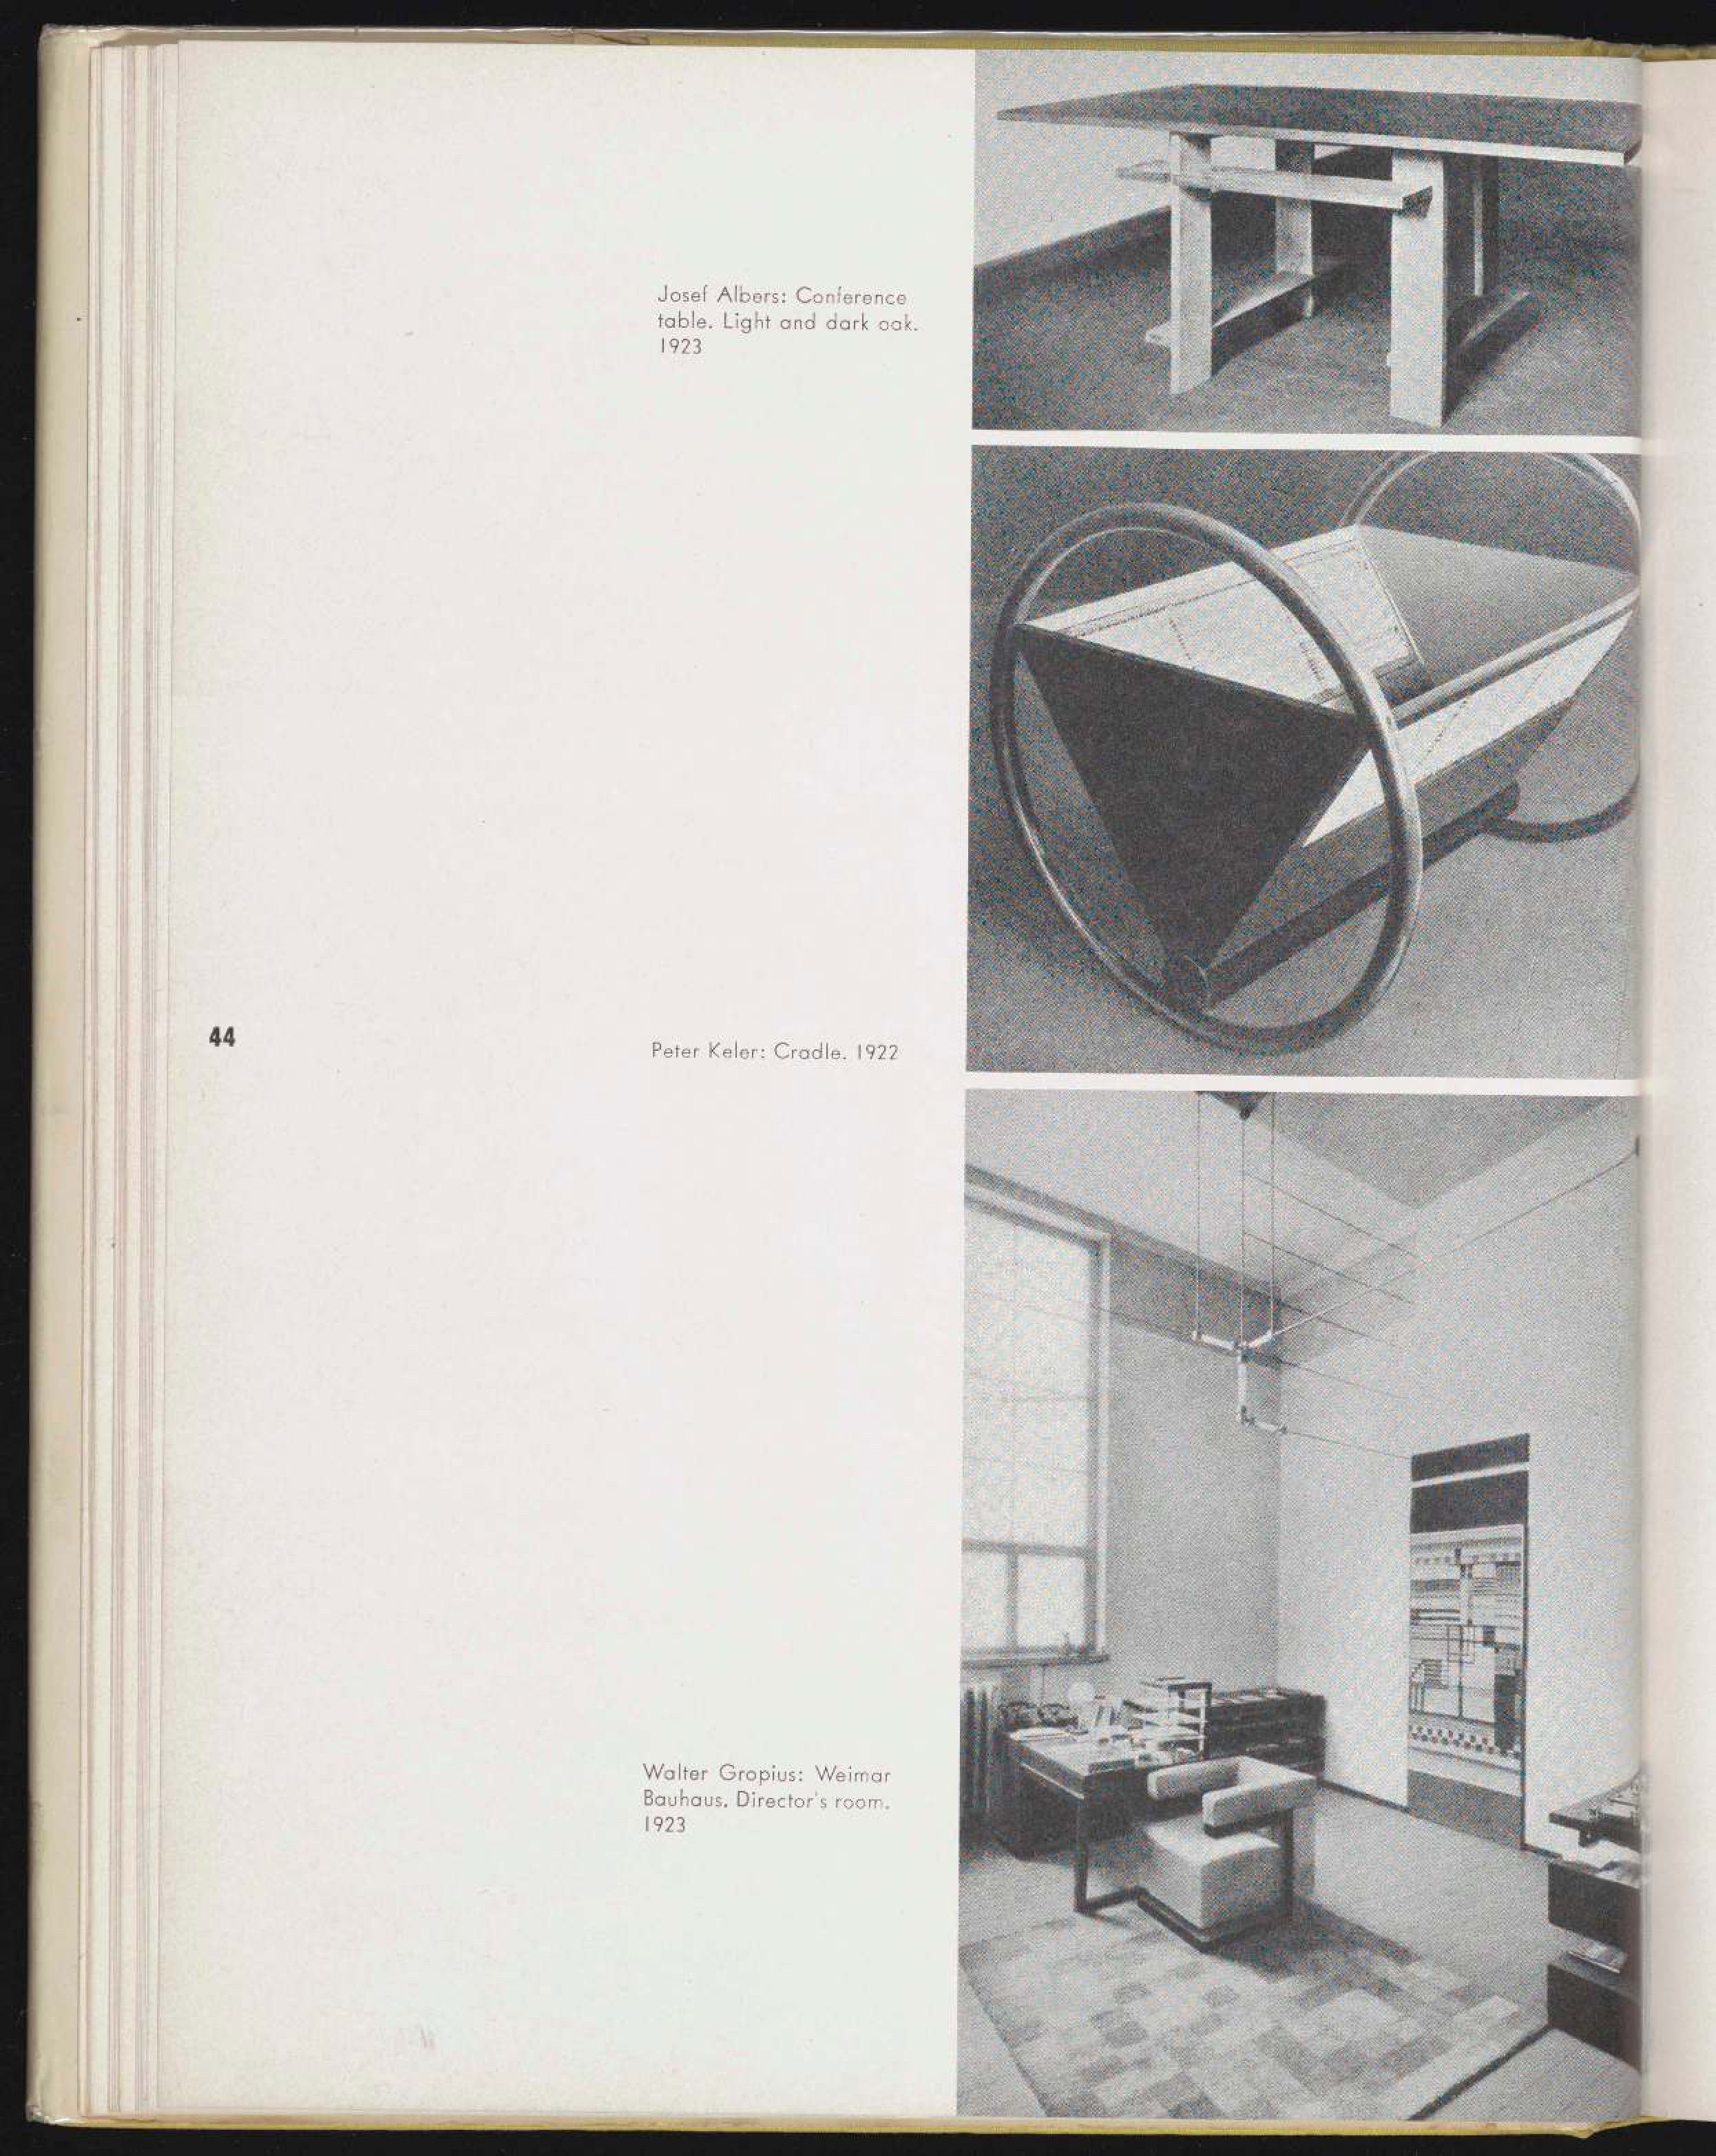 Josef Albers: Conference
table. Light and dark oak.
1923
44
Peter Keler: Cradle. 1922
Walter Gropius: Weimar
Bauhaus, Director's room.
1923